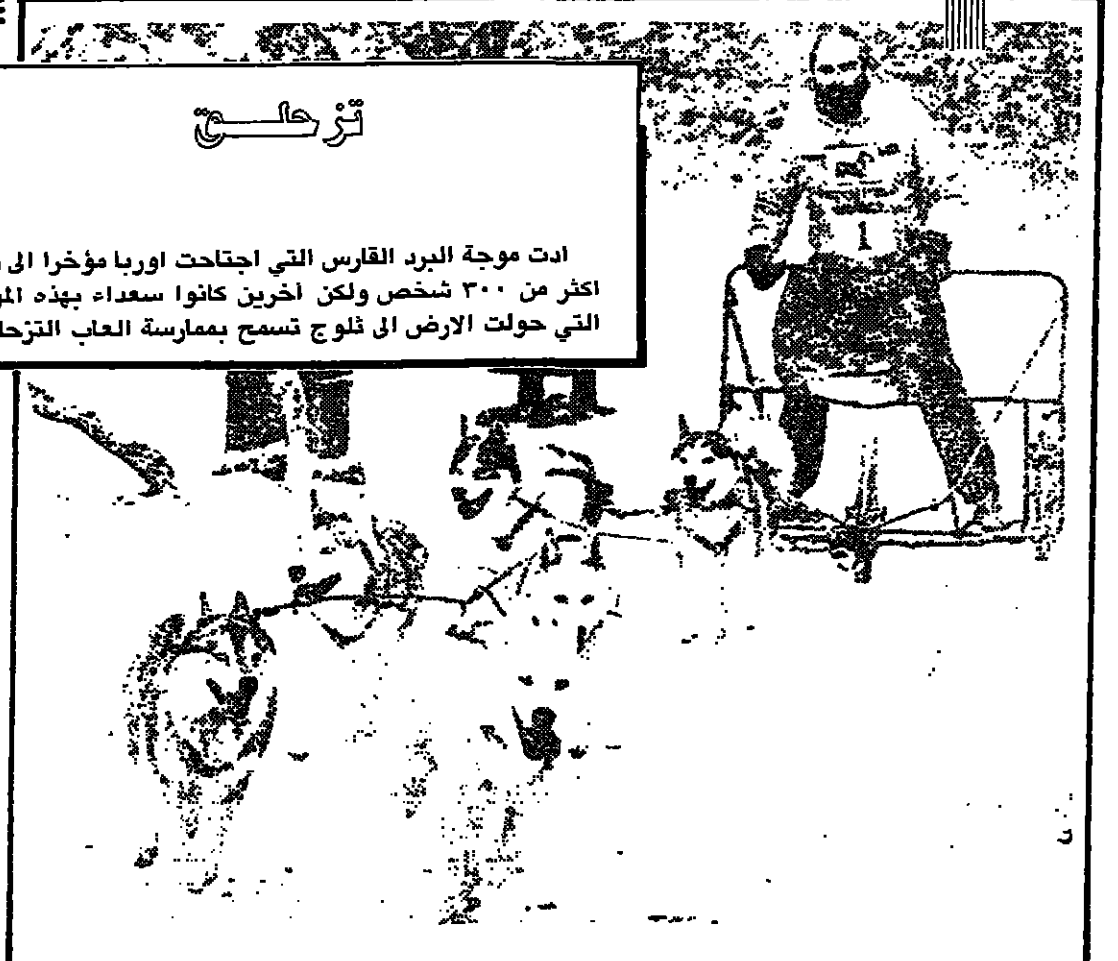 تزحلـــق
ادت موجة البرد القارس التي اجتاحت اوربا مؤخرا الى
اكثر من ٣٠٠ شخص ولكن آخرين كانوا سعداء بهذه
التي حولت الارض الى ثلوج تسمح بممارسة العاب
1